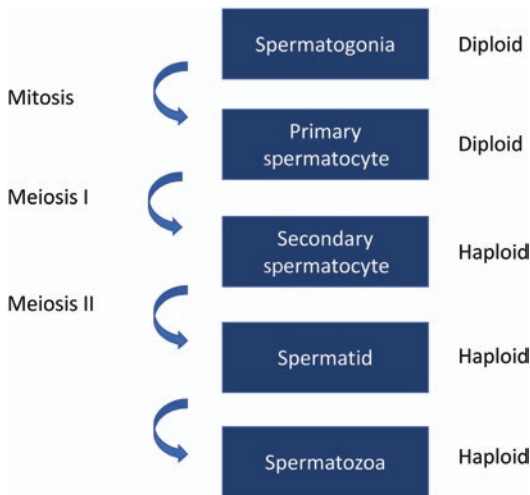 Spermatogonia
Diploid
Mitosis
Primary
spermatocyte
Diploid
Meiosis I
Secondary
spermatocyte
Haploid
Meiosis II
Spermatid
Haploid
Spermatozoa
Haploid